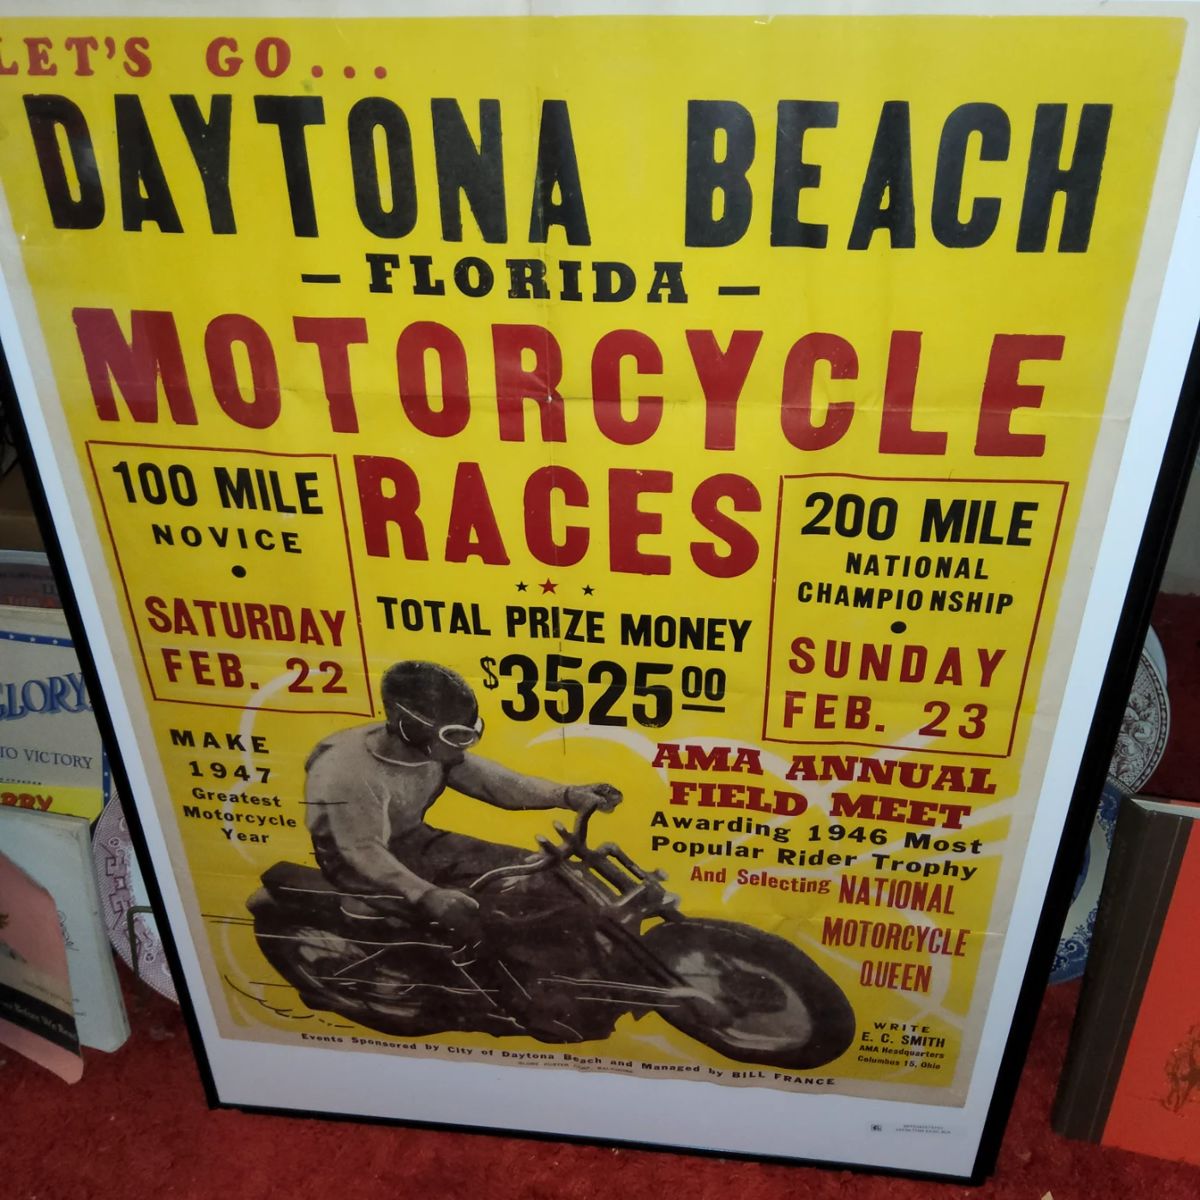 LET'S GO...
DAYTONA BEACH
– FLORIDA –
MOTORCYCLE
RACES
100 MILE
NOVICE
•
SATURDAY
FEB. 22
200 MILE
NATIONAL
CHAMPIONSHIP
•
SUNDAY
FEB. 23
TOTAL PRIZE MONEY
$3525.00
MAKE
1947
Greatest
Motorcycle
Year
AMA ANNUAL
FIELD MEET
Awarding 1946 Most
Popular Rider Trophy
And Selecting NATIONAL
MOTORCYCLE
QUEEN
WRITE
E. C. SMITH
AMA Headquarters
Columbus 15, Ohio
Events Sponsored by City of Daytona Beach and Managed by BILL FRANCE
GLORY
TO VICTORY